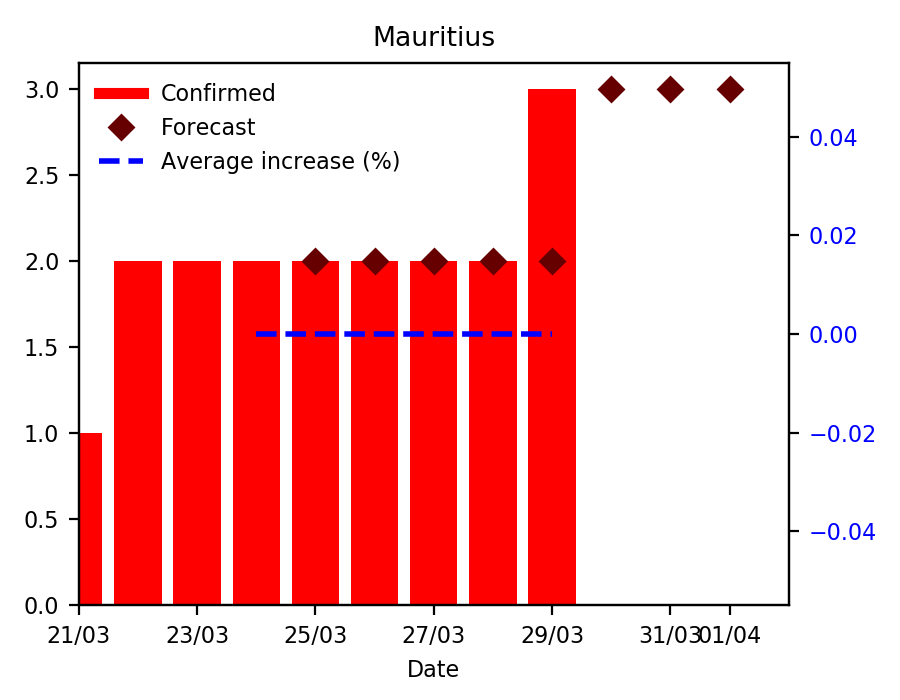 Mauritius
3.0
2.5
2.0
1.5
1.0
0.5
0.0
Confirmed
Forecast
Average increase (%)
0.04
0.02
0.00
−0.02
−0.04
21/03 23/03 25/03 27/03 29/03 31/03 01/04
Date